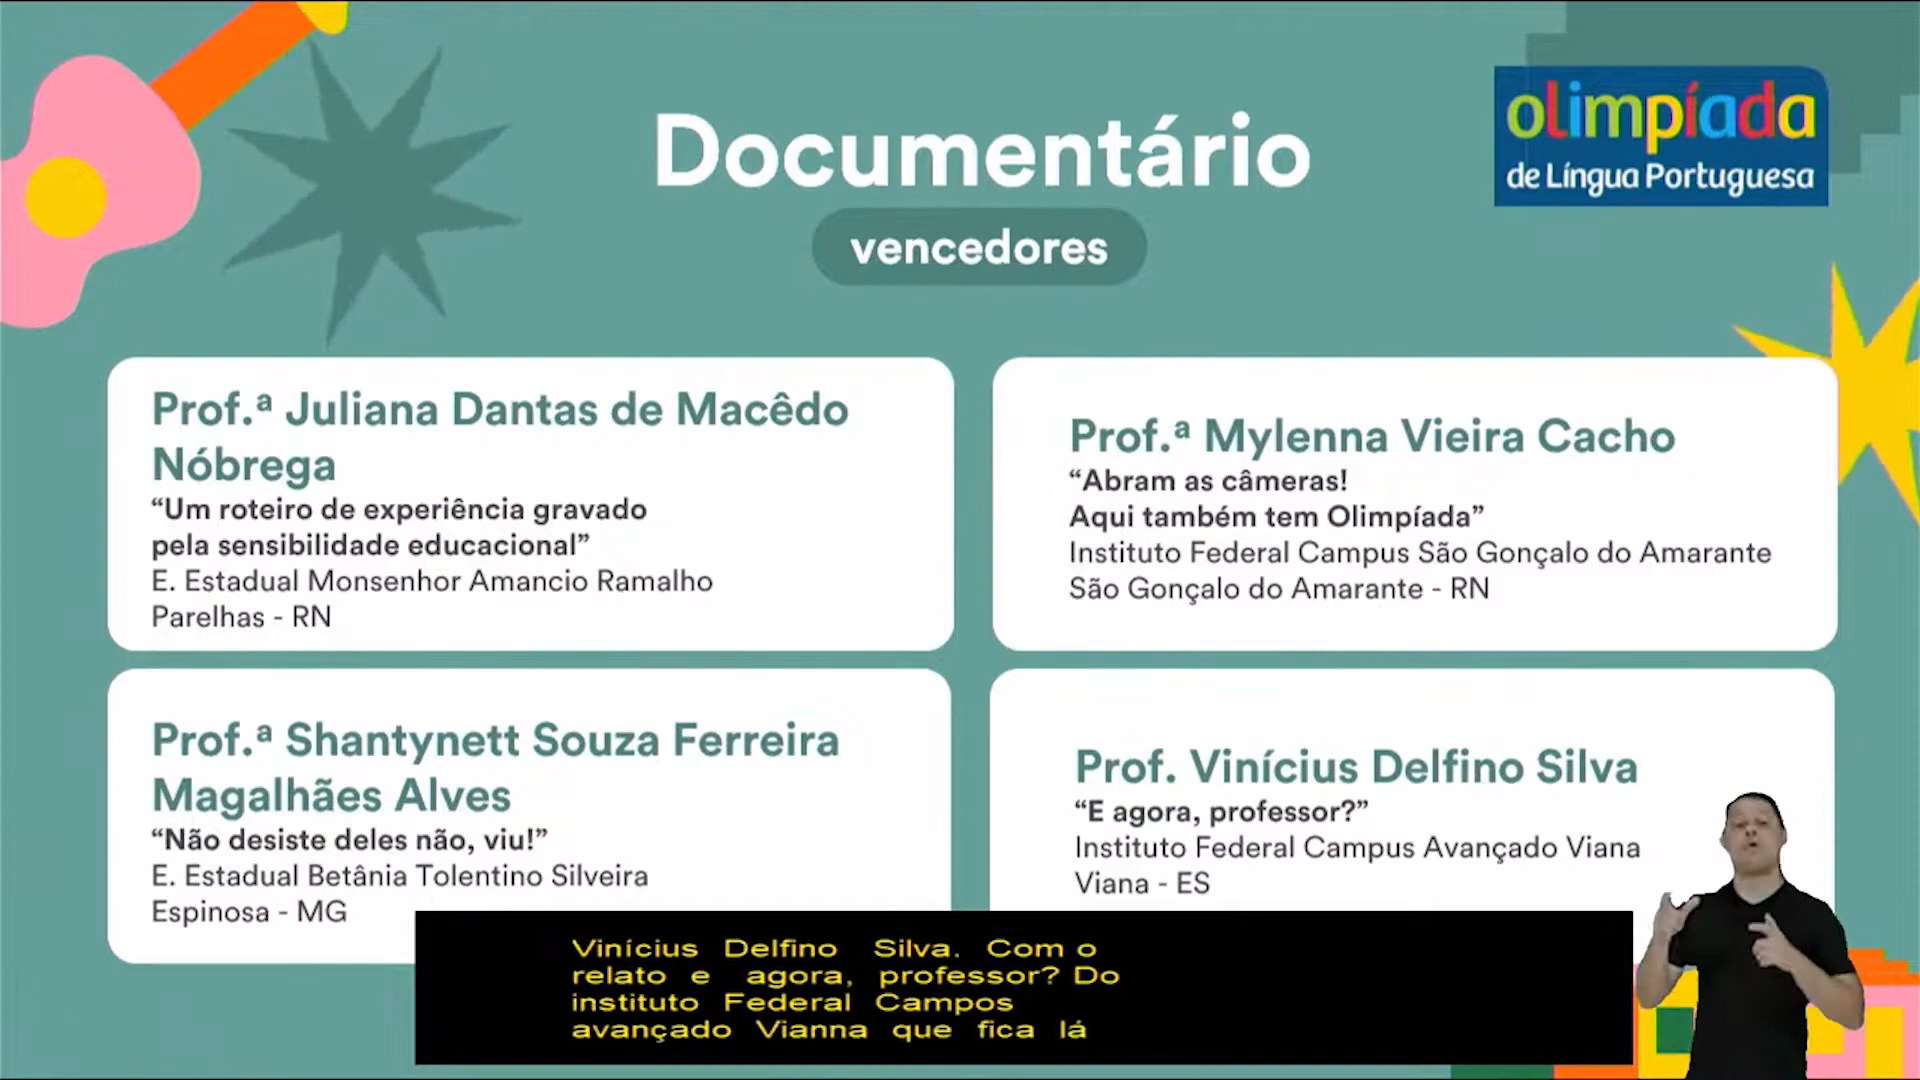 olimpíada
de Língua Portuguesa
Documentário
vencedores
Prof.ª Juliana Dantas de Macêdo
Nóbrega
“Um roteiro de experiência gravado
pela sensibilidade educacional”
E. Estadual Monsenhor Amancio Ramalho
Parelhas - RN
Prof.ª Mylenna Vieira Cacho
“Abram as câmeras!
Aqui também tem Olimpíada”
Instituto Federal Campus São Gonçalo do Amarante
São Gonçalo do Amarante - RN
Prof.ª Shantynett Souza Ferreira
Magalhães Alves
“Não desiste deles não, viu!”
E. Estadual Betânia Tolentino Silveira
Espinosa - MG
Prof. Vinícius Delfino Silva
“E agora, professor?”
Instituto Federal Campus Avançado Viana
Viana - ES
Vinícius Delfino Silva. Com o
relato e agora, professor? Do
instituto Federal Campos
avançado Vianna que fica lá